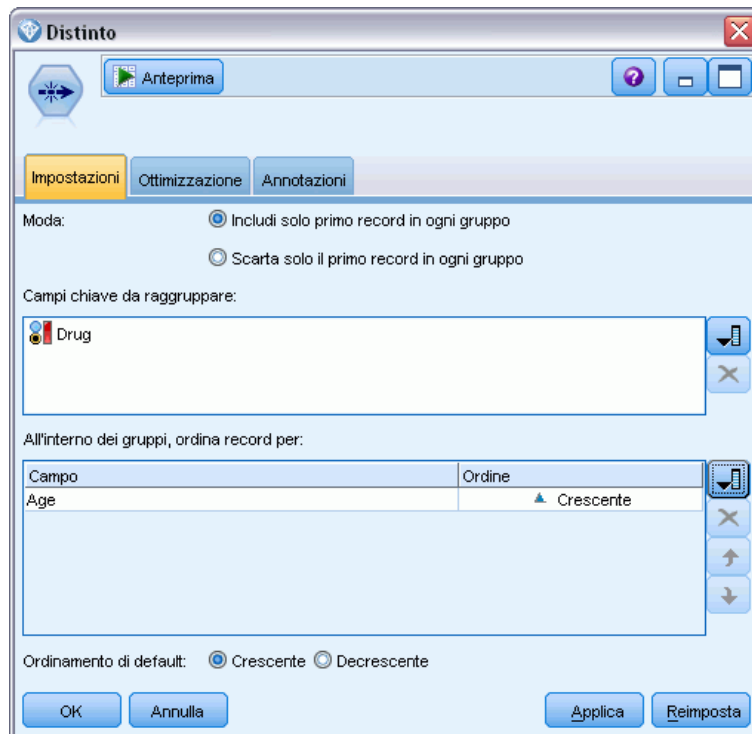 Distinto
Anteprima
Impostazioni Ottimizzazione Annotazioni
Moda: Includi solo primo record in ogni gruppo
Scarta solo il primo record in ogni gruppo
Campi chiave da raggruppare:
Drug
All'interno dei gruppi, ordina record per:
Campo Ordine
Age Crescente
Ordinamento di default: Crescente Decrescente
OK Annulla Applica Reimposta